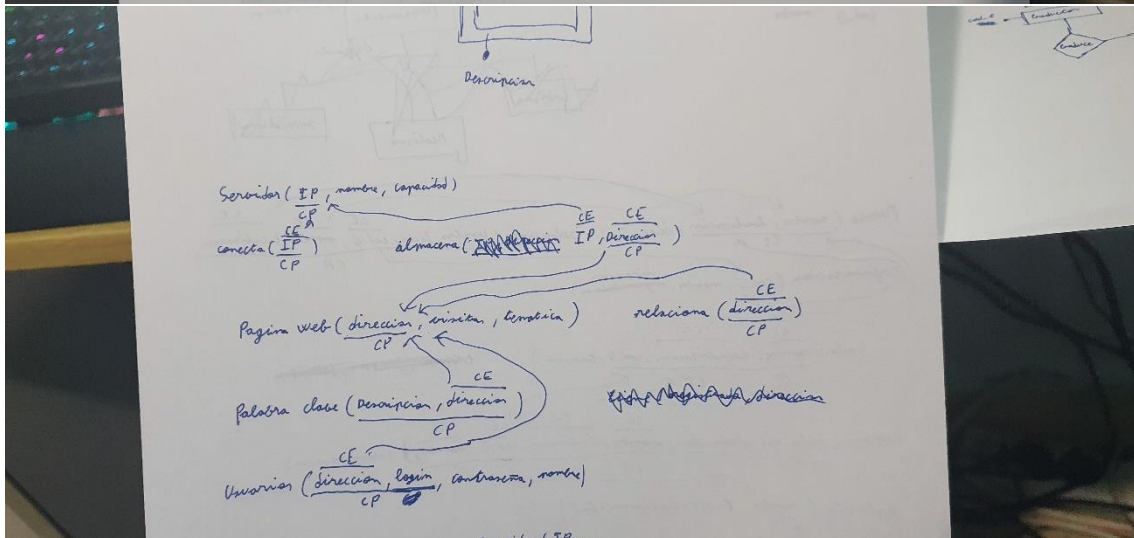 Descripcion
Servidor ( IP , nombre, capacidad)
CP
CE CE CE
conecta ( IP ) almacena ( IP , Direccion )
CP CP
CE
Pagina web ( direccion, visitas, tematica ) relaciona ( direccion )
CP CP
CE
Palabra clave ( Descripcion, direccion )
CP
CE
Usuarios ( direccion, login, contraseña, nombre)
CP